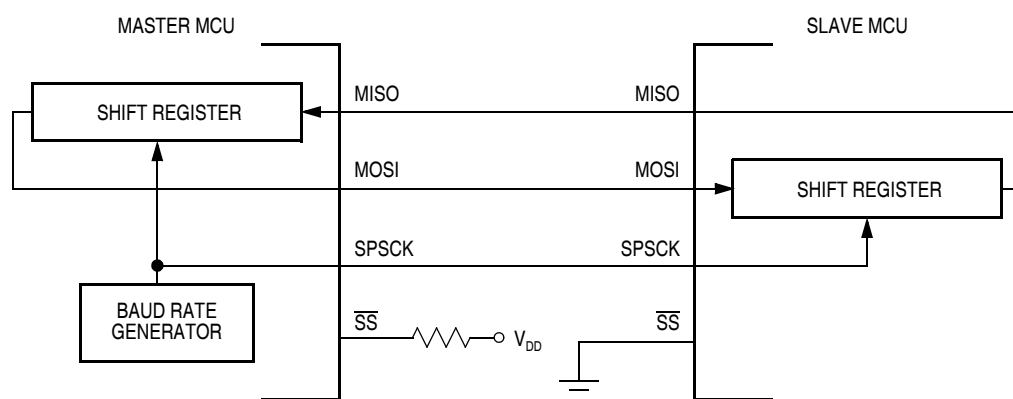 MASTER MCU
SLAVE MCU
SHIFT REGISTER
MISO
MISO
MOSI
MOSI
SHIFT REGISTER
SPSCK
SPSCK
BAUD RATE
GENERATOR
SS
VDD
SS